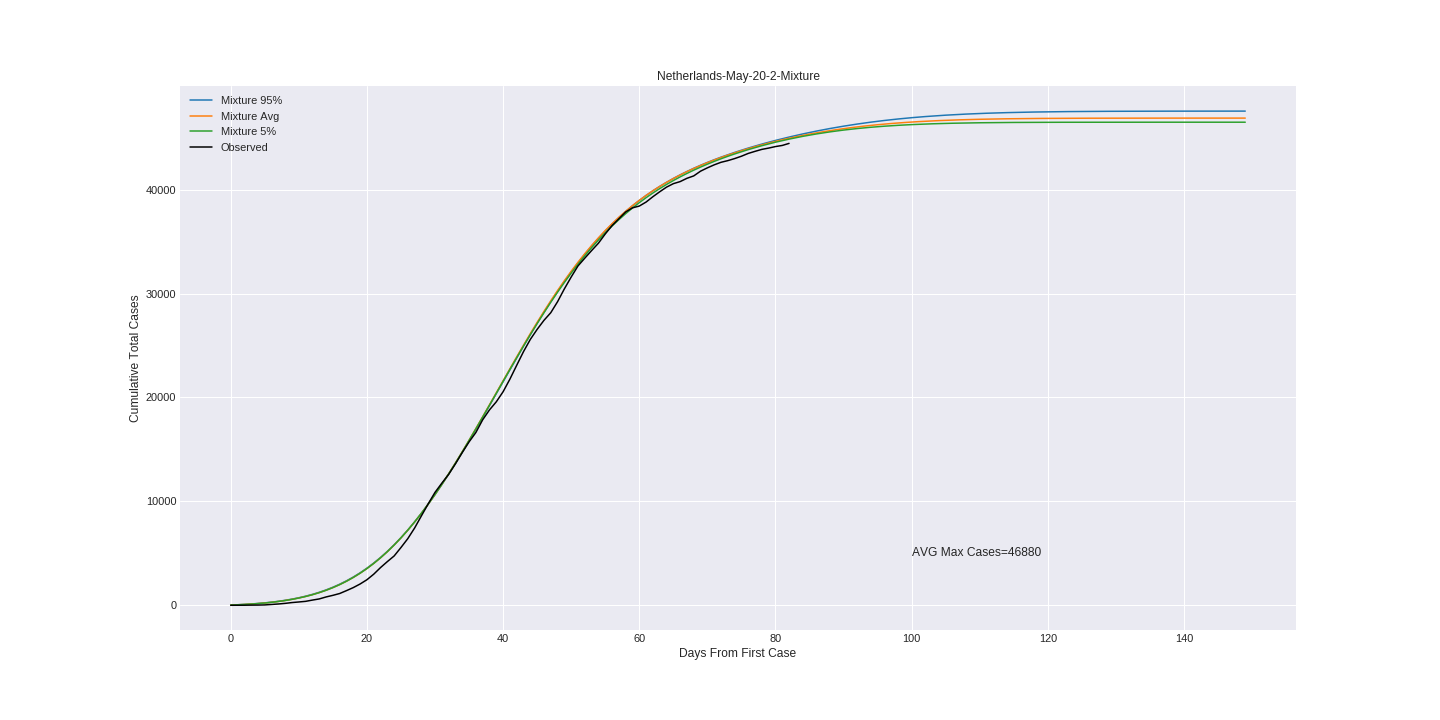 Netherlands-May-20-2-Mixture
Mixture 95%
Mixture Avg
Mixture 5%
Observed
40000
30000
20000
10000
0
Cumulative Total Cases
AVG Max Cases=46880
0 20 40 60 80 100 120 140
Days From First Case